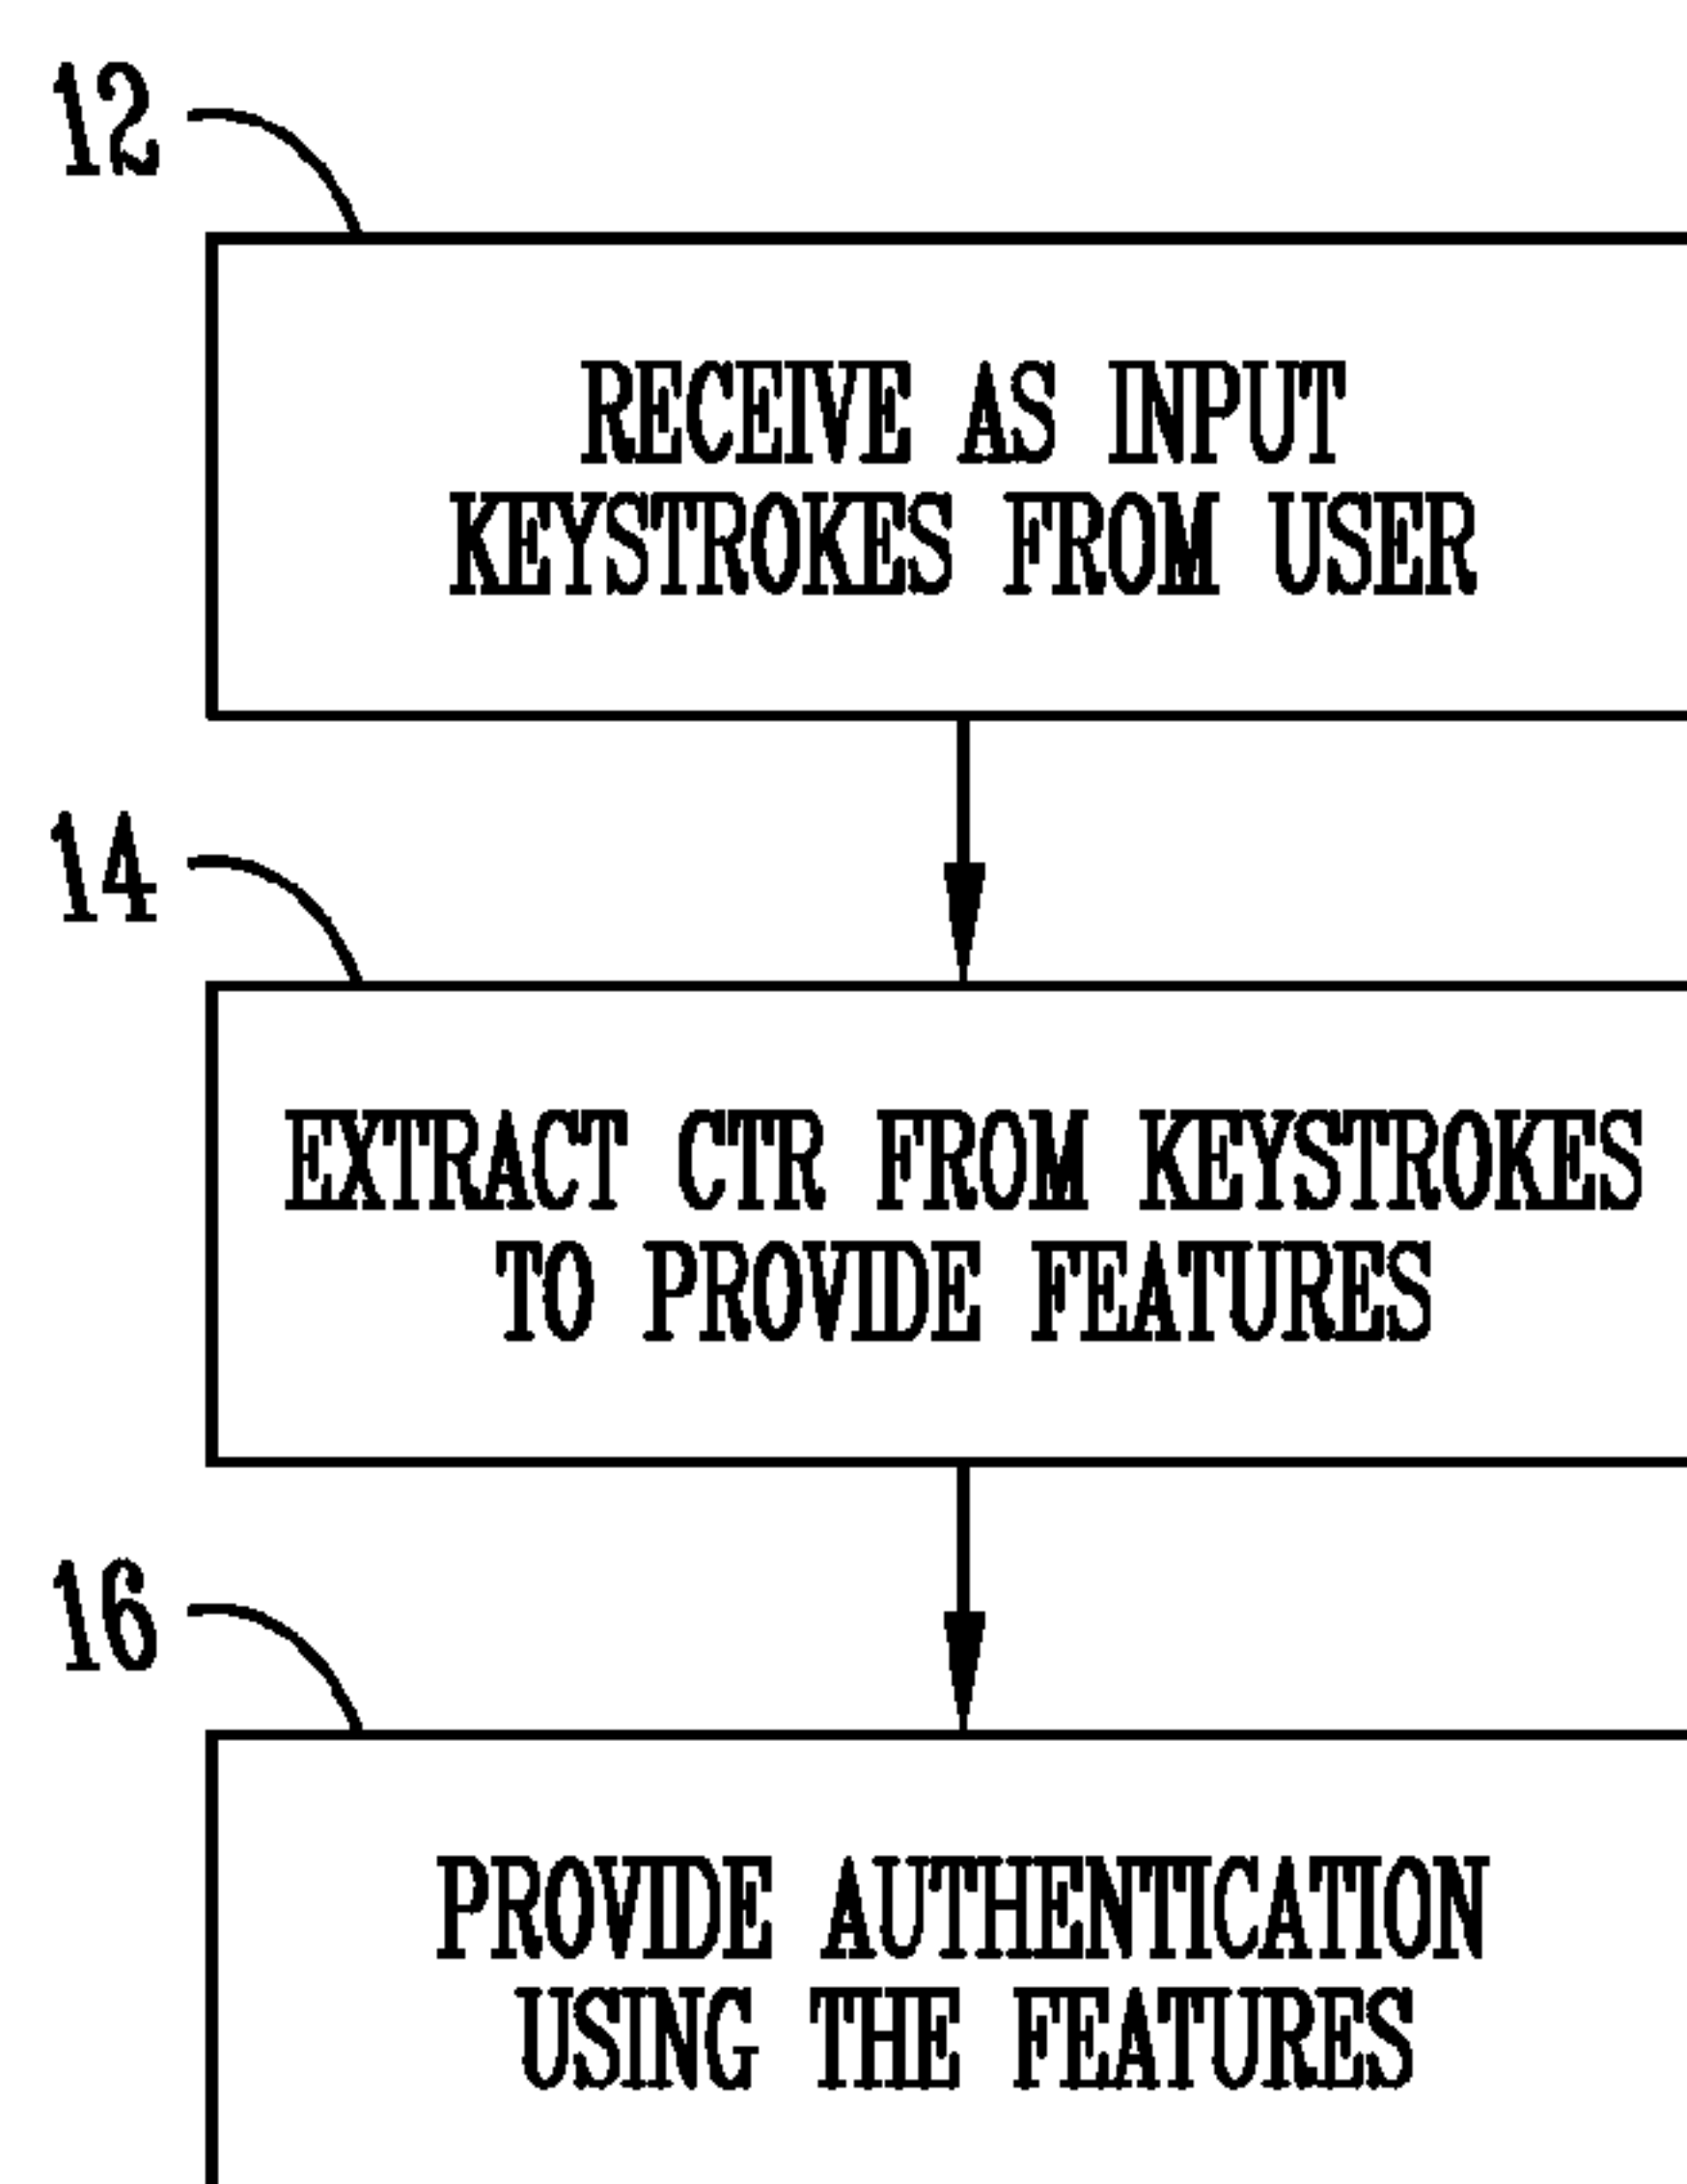 12
RECEIVE AS INPUT
KEYSTROKES FROM USER
14
EXTRACT CTR FROM KEYSTROKES
TO PROVIDE FEATURES
16
PROVIDE AUTHENTICATION
USING THE FEATURES